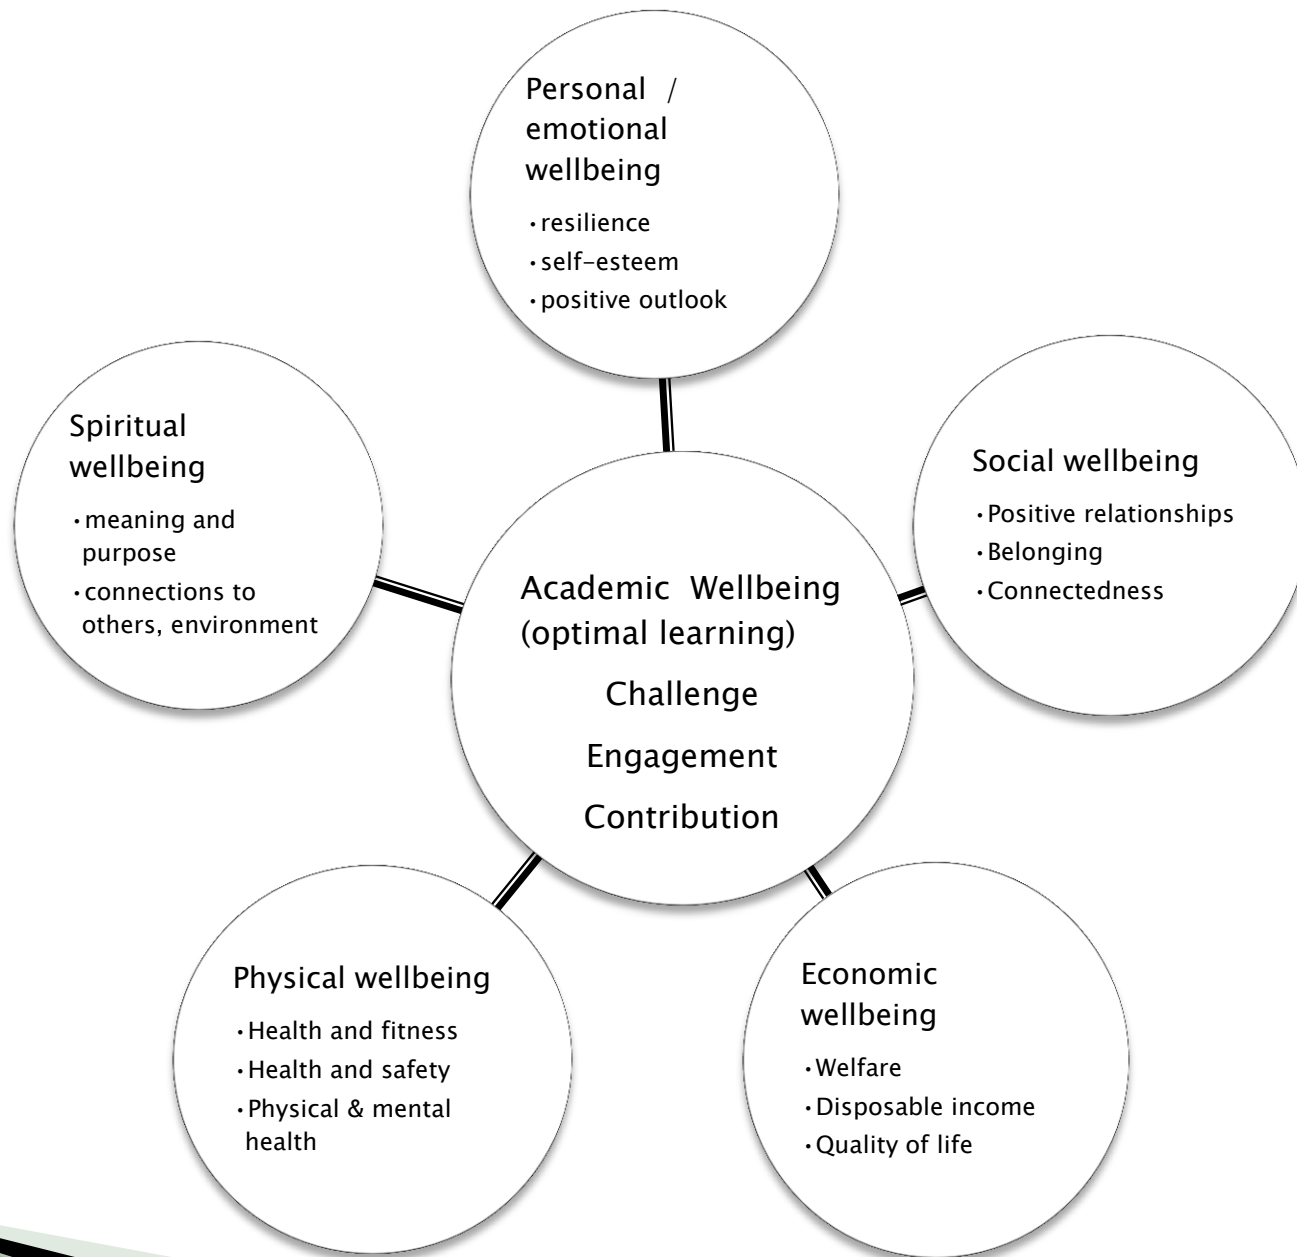 Personal / 
emotional
wellbeing
•resilience
•self-esteem
•positive outlook
Spiritual
wellbeing
•meaning and
purpose
•connections to
others, environment
Social wellbeing
•Positive relationships
•Belonging
•Connectedness
Academic Wellbeing
(optimal learning)
Challenge
Engagement
Contribution
Physical wellbeing
•Health and fitness
•Health and safety
•Physical & mental
health
Economic
wellbeing
•Welfare
•Disposable income
•Quality of life